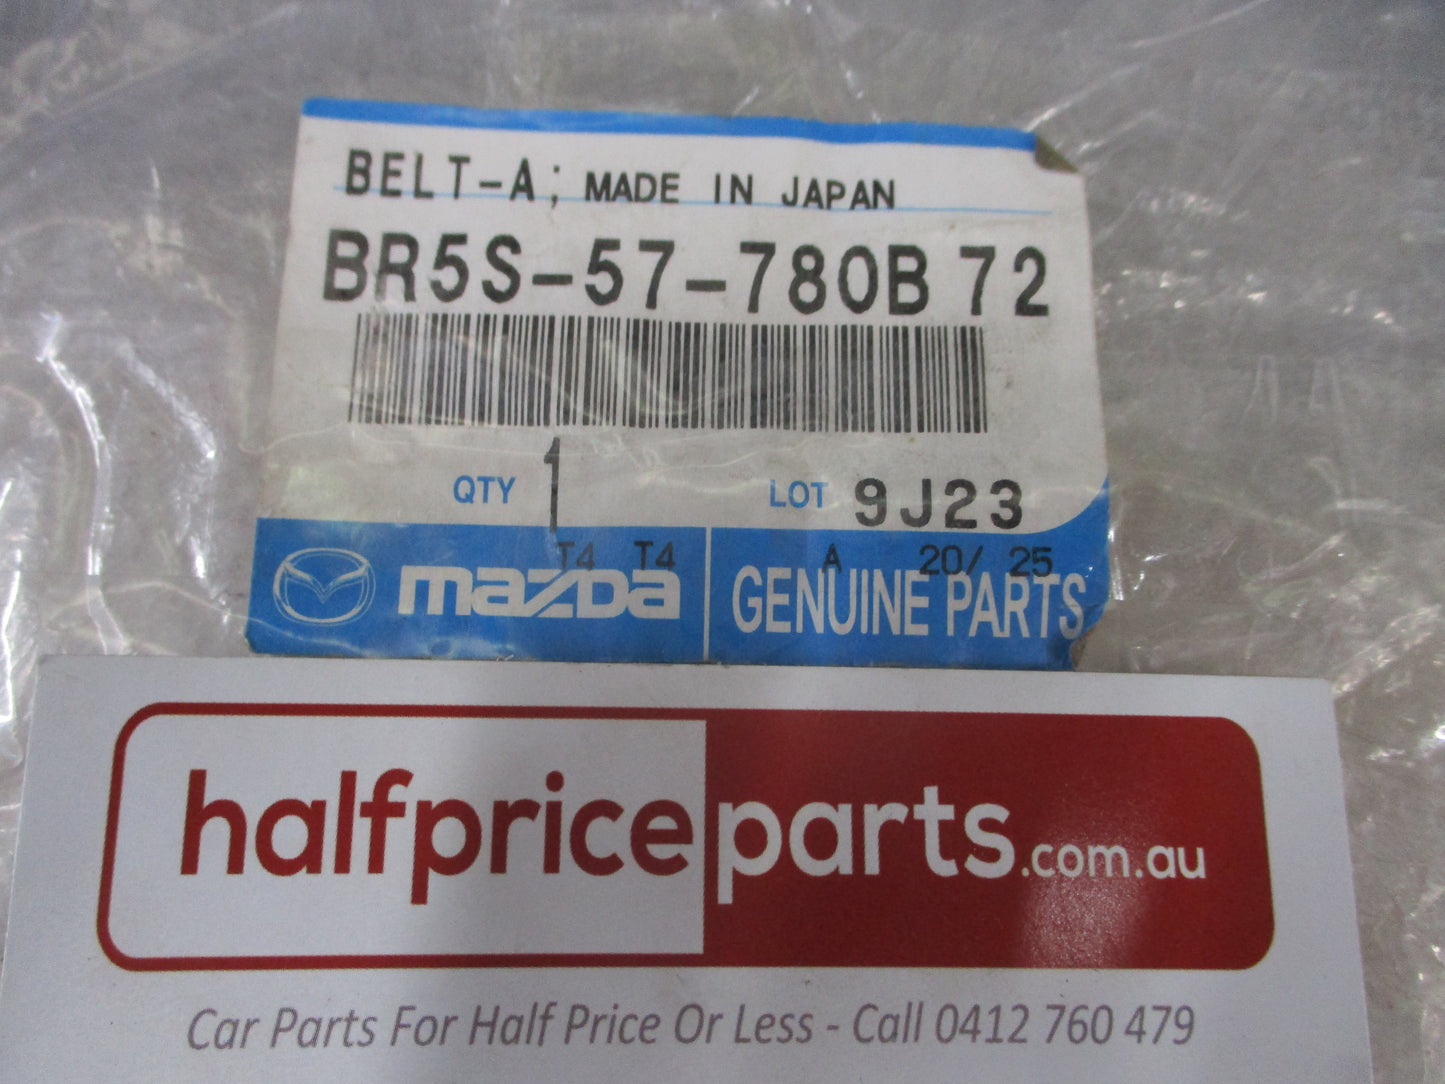 BELT-A; MADE IN JAPAN
BR5S-57-780B 72
QTY 1 LOT 9J23
T4 T4 A 20/ 25
mazda GENUINE PARTS
halfpriceparts.com.au
Car Parts For Half Price Or Less - Call 0412 760 479